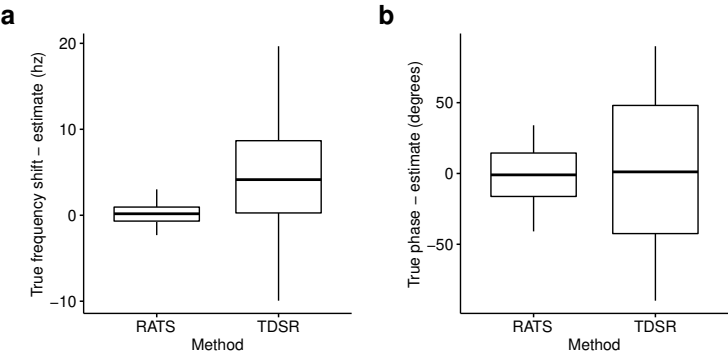 a
True frequency shift − estimate (hz)
20
10
0
−10
RATS
TDSR
Method
b
True phase − estimate (degrees)
50
0
−50
RATS
TDSR
Method